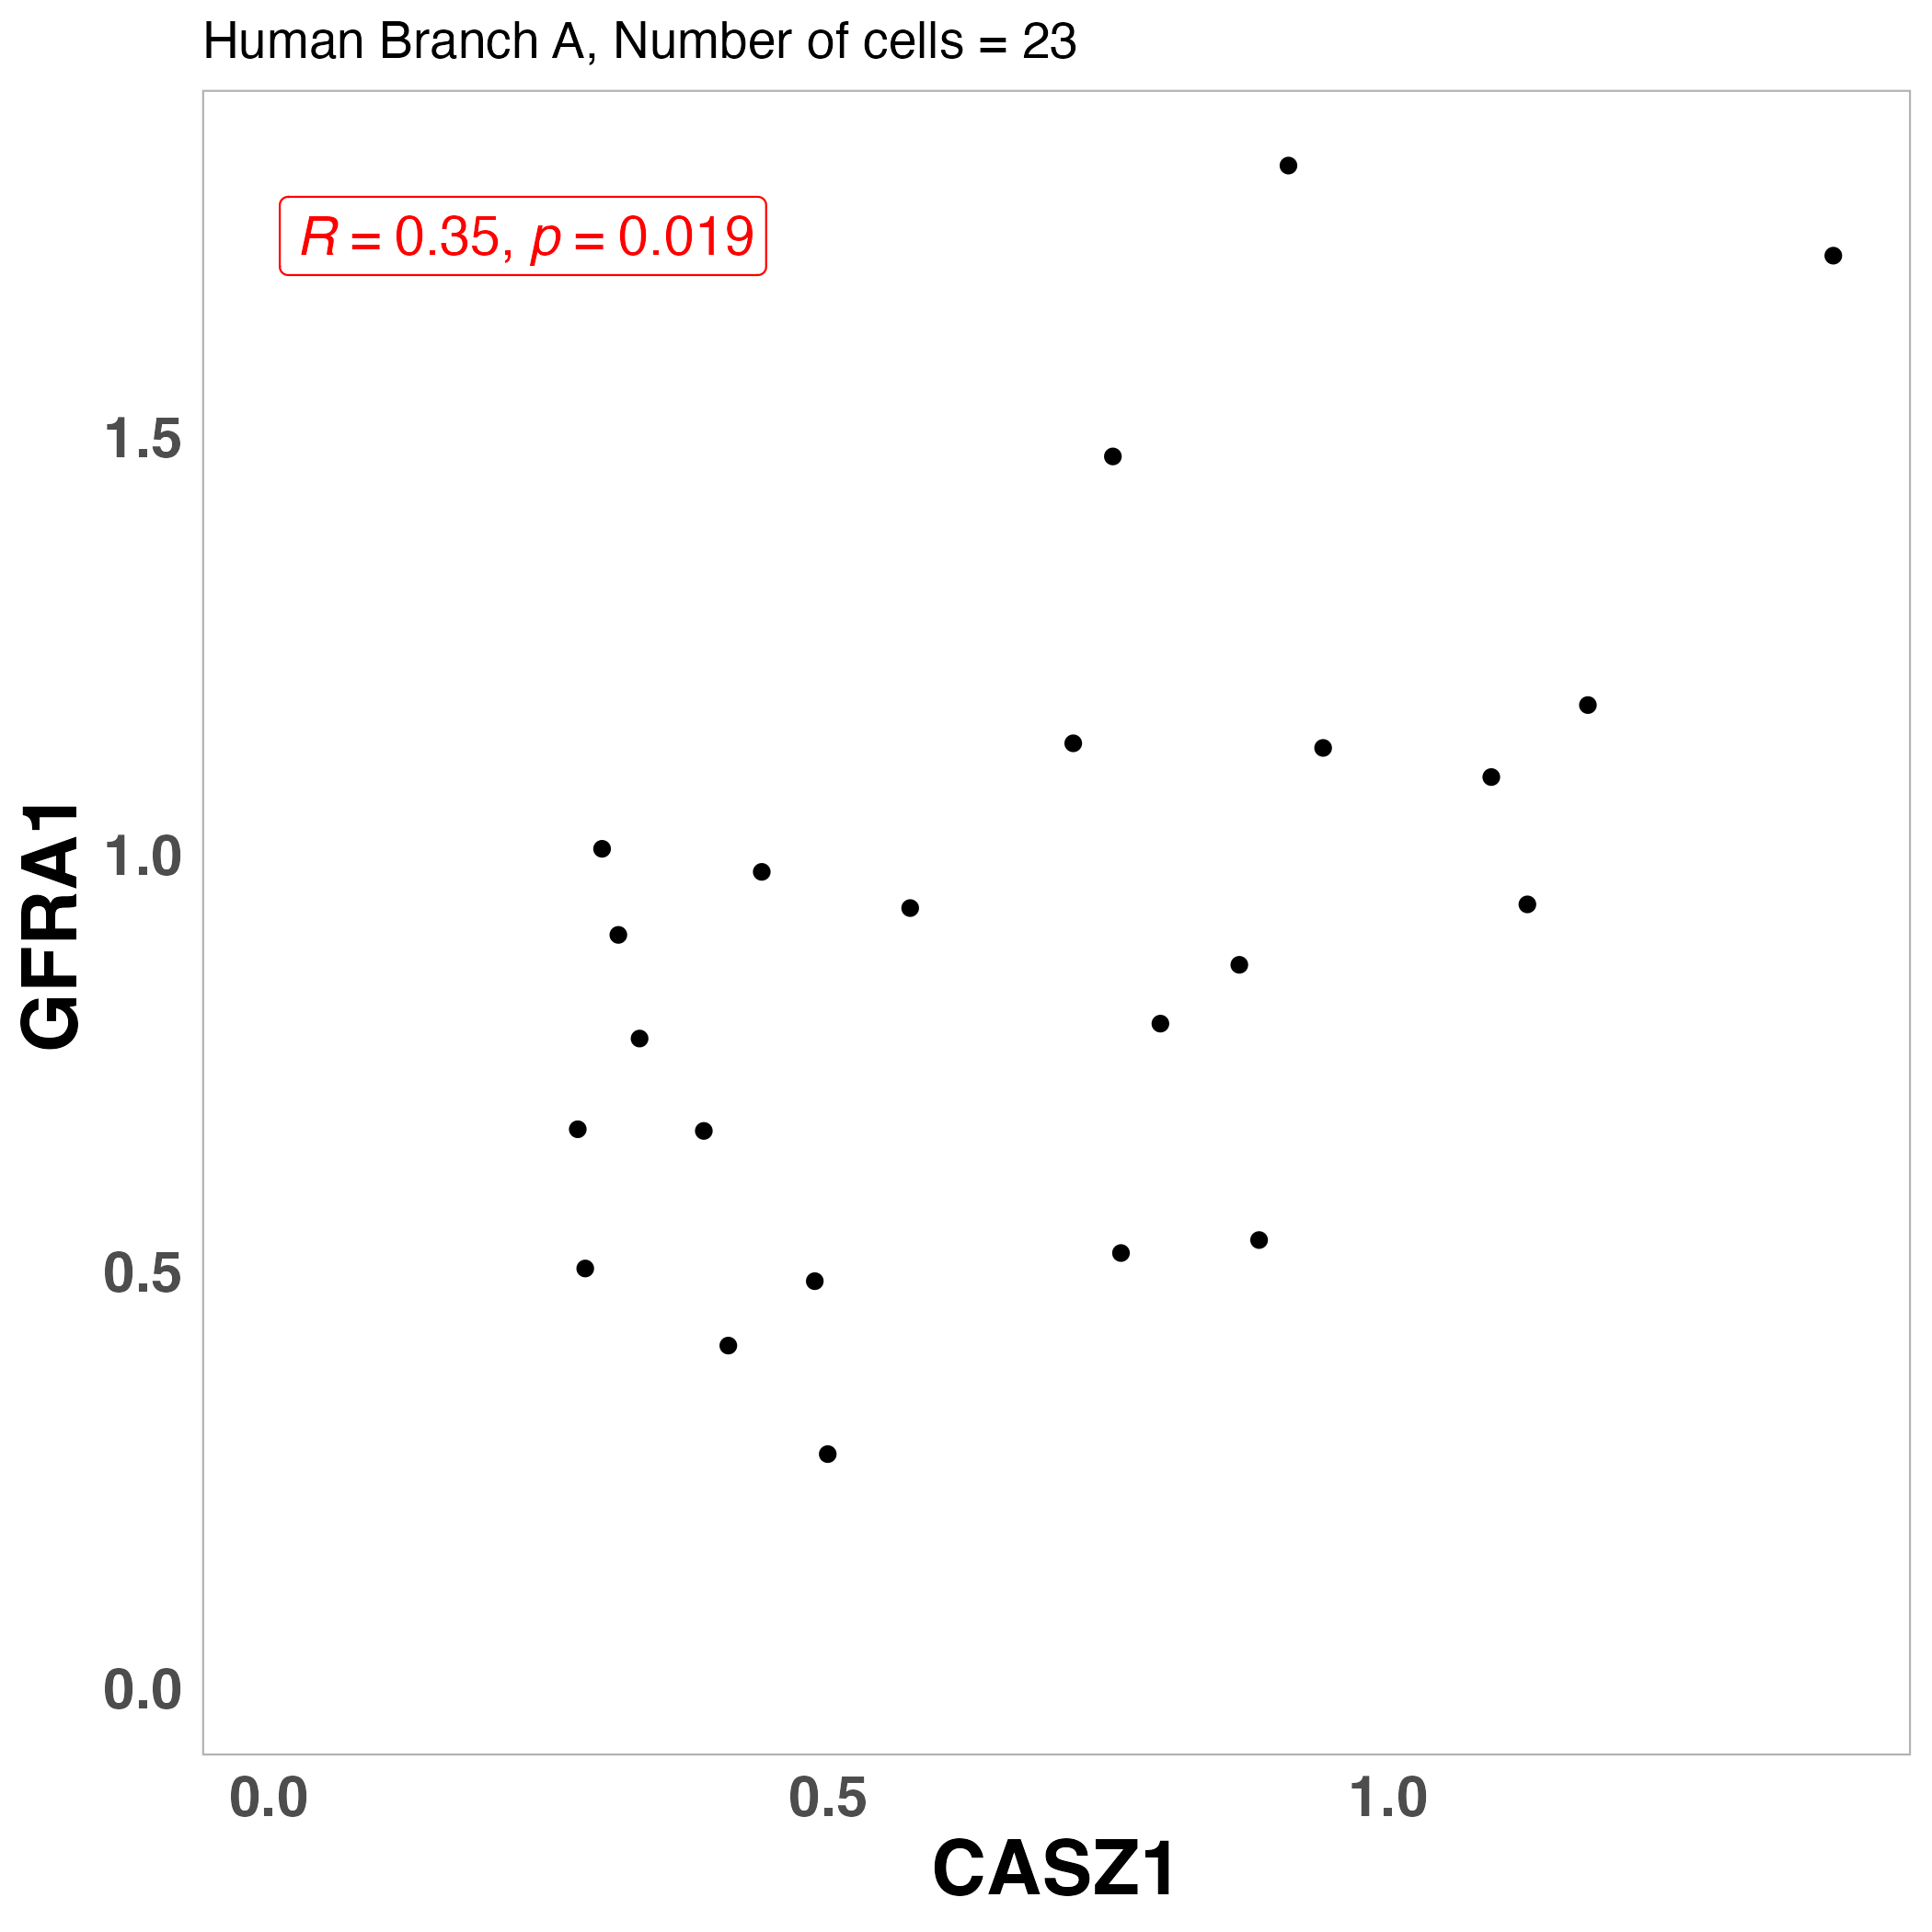 Human Branch A, Number of cells = 23
R = 0.35, p = 0.019
1.5
1.0
0.5
0.0
GFRA1
0.0 0.5 1.0
CASZ1